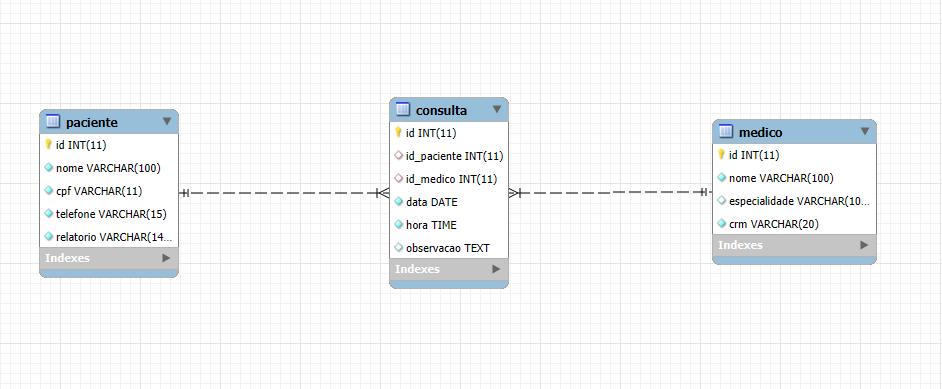 paciente
id INT(11)
nome VARCHAR(100)
cpf VARCHAR(11)
telefone VARCHAR(15)
relatorio VARCHAR(14...
Indexes
consulta
id INT(11)
id_paciente INT(11)
id_medico INT(11)
data DATE
hora TIME
observacao TEXT
Indexes
medico
id INT(11)
nome VARCHAR(100)
especialidade VARCHAR(10...
crm VARCHAR(20)
Indexes